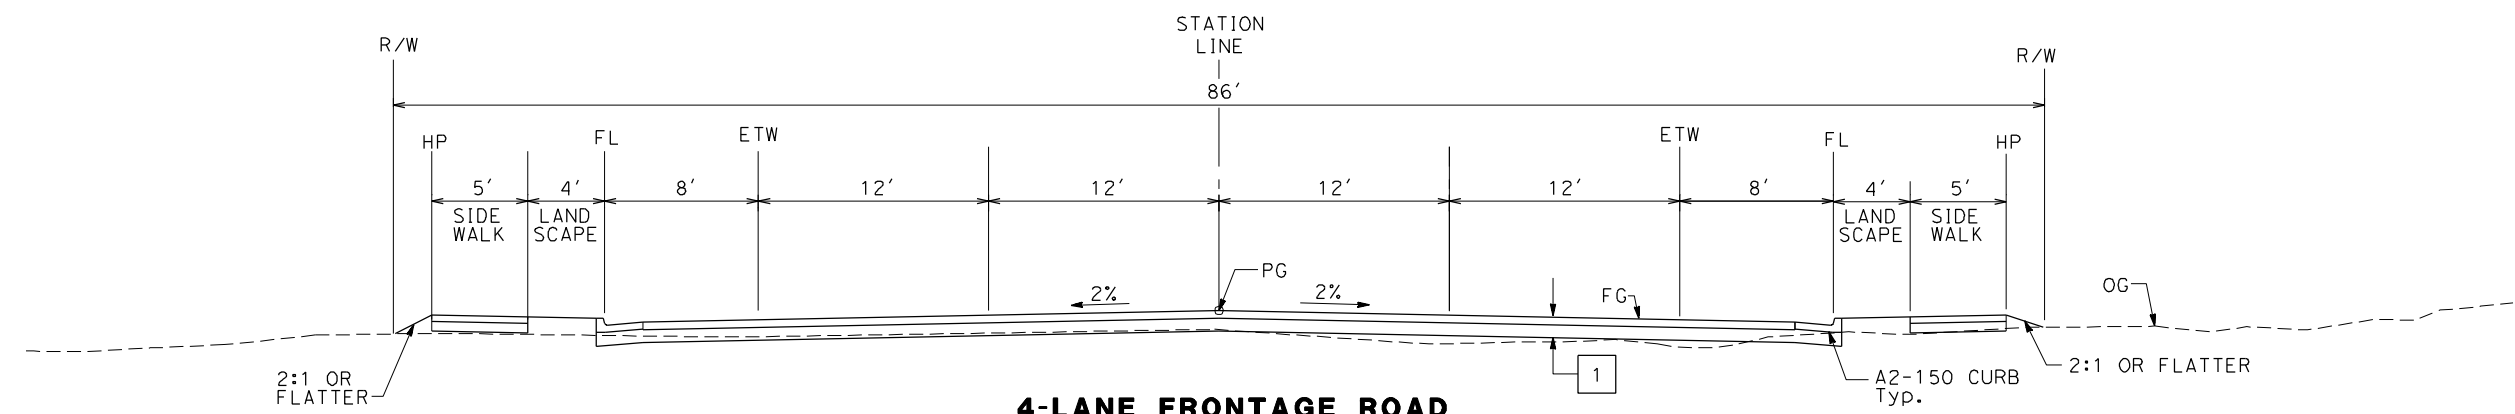 STATION
LINE
R/W
R/W
86'
HP
FL
ETW
ETW
FL
HP
5'
4'
8'
12'
12'
12'
12'
8'
4'
5'
SIDE
WALK
LAND
SCAPE
LAND
SCAPE
SIDE
WALK
PG
2%
2%
FG
OG
2:1 OR
FLATTER
1
A2-150 CURB
Typ.
2:1 OR FLATTER
4-LANE FRONTAGE ROAD